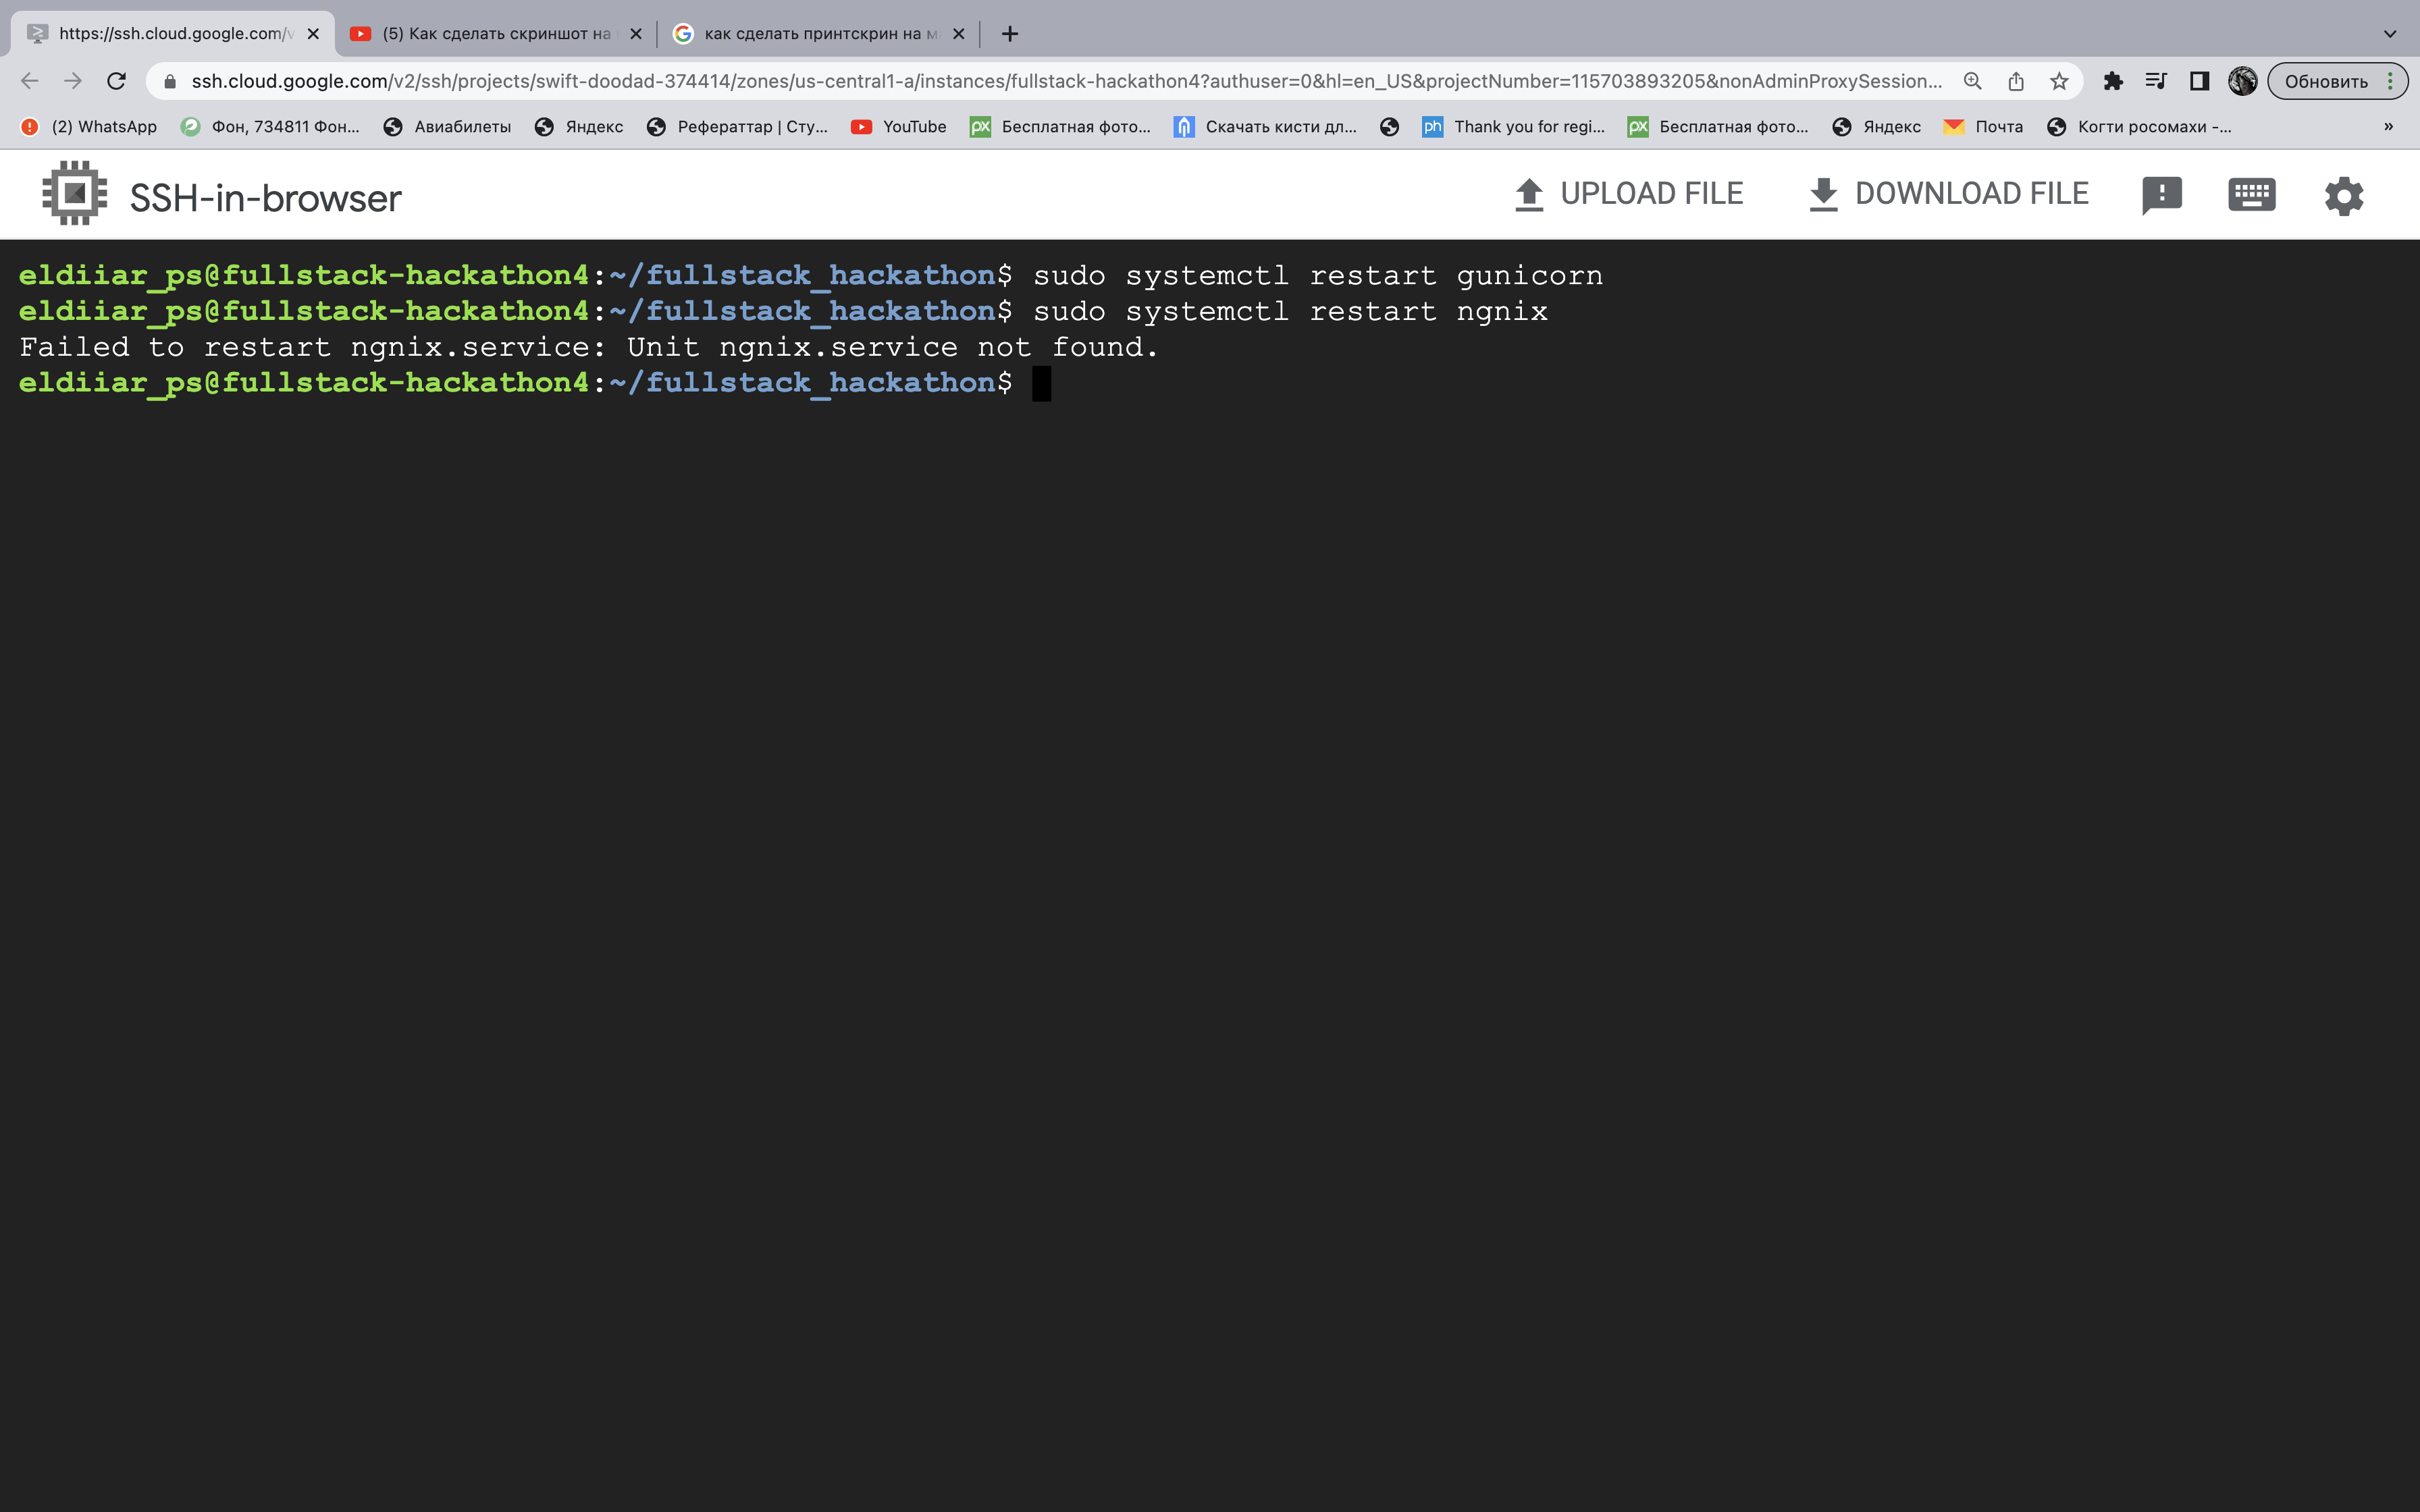 https://ssh.cloud.google.com/v
(5) Как сделать скриншот на
как сделать принтскрин на м
ssh.cloud.google.com/v2/ssh/projects/swift-doodad-374414/zones/us-central1-a/instances/fullstack-hackathon4?authuser=0&hl=en_US&projectNumber=115703893205&nonAdminProxySession...
Обновить
(2) WhatsApp
Фон, 734811 Фон...
Авиабилеты
Яндекс
Рефераттар | Сту...
YouTube
Бесплатная фото...
Скачать кисти дл...
ph
Thank you for regi...
px
Бесплатная фото...
Яндекс
Почта
Когти росомахи -...
»
SSH-in-browser
UPLOAD FILE
DOWNLOAD FILE
eldiiar_ps@fullstack-hackathon4:~/fullstack_hackathon$ sudo systemctl restart gunicorn
eldiiar_ps@fullstack-hackathon4:~/fullstack_hackathon$ sudo systemctl restart ngnix
Failed to restart ngnix.service: Unit ngnix.service not found.
eldiiar_ps@fullstack-hackathon4:~/fullstack_hackathon$